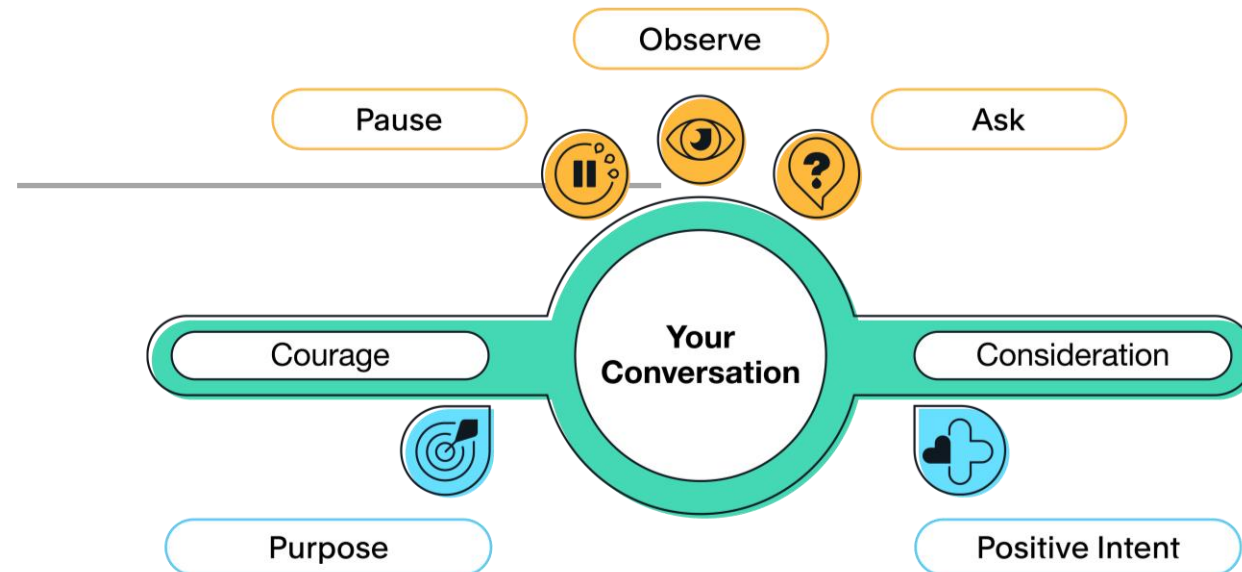 Observe
Pause
Ask
Your
Conversation
Courage
Consideration
Purpose
Positive Intent